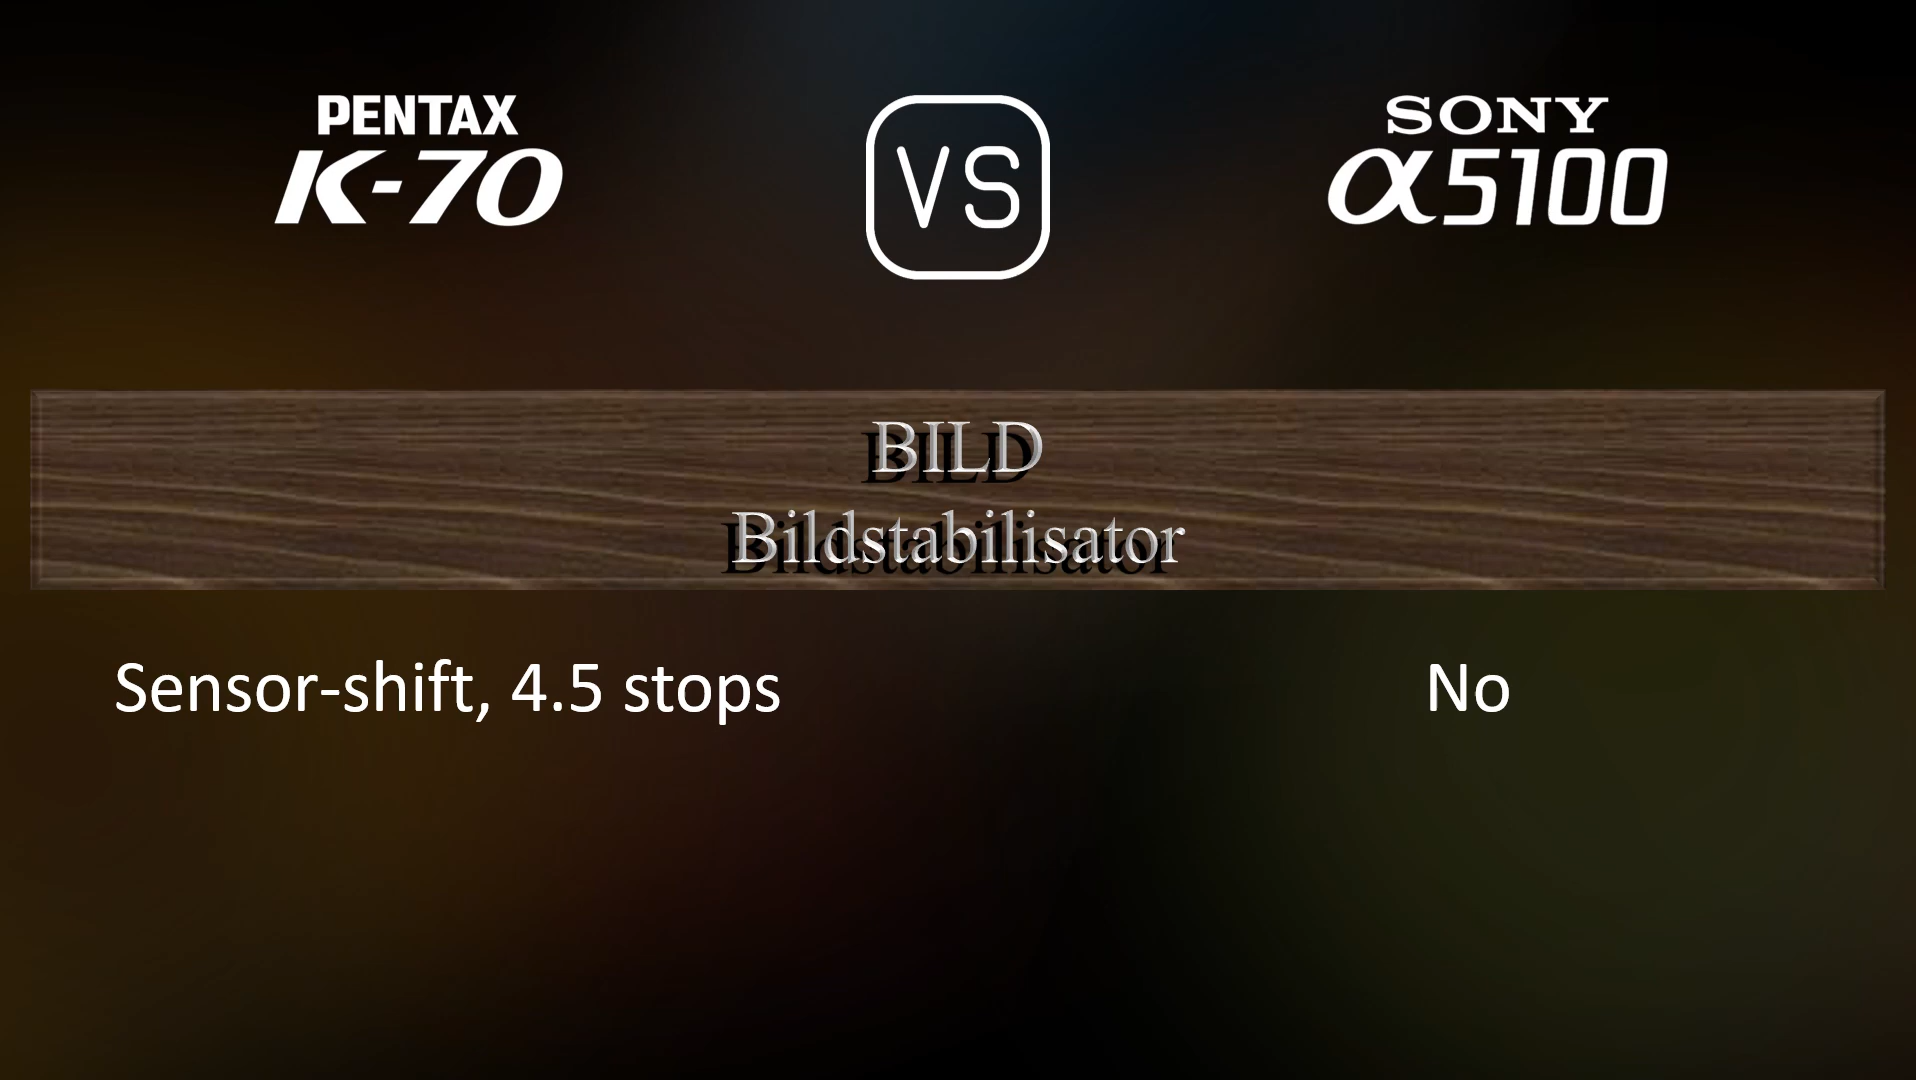 PENTAX
K-70
VS
SONY
α5100
BILD
Bildstabilisator
Sensor-shift, 4.5 stops
No